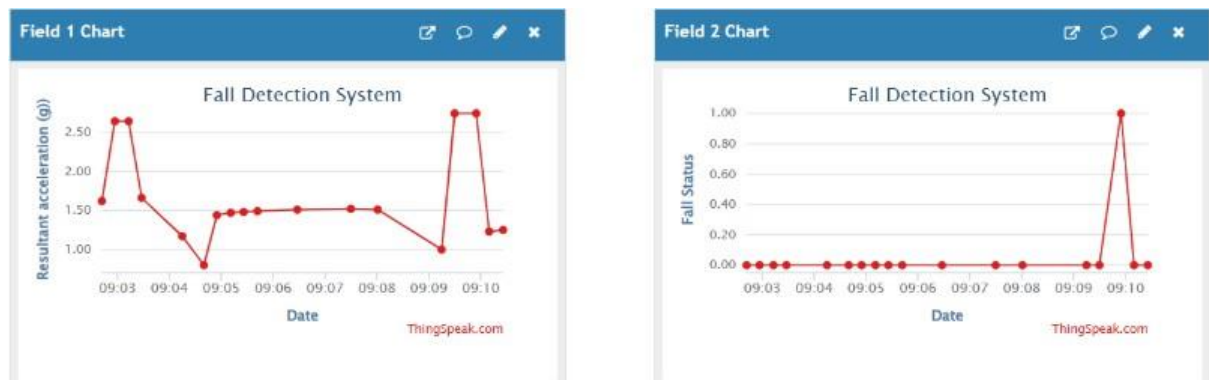 Field 1 Chart
Fall Detection System
Resultant acceleration (g))
2.50
2.00
1.50
1.00
09:03 09:04 09:05 09:06 09:07 09:08 09:09 09:10
Date
ThingSpeak.com
Field 2 Chart
Fall Detection System
Fall Status
1.00
0.80
0.60
0.40
0.20
0.00
09:03 09:04 09:05 09:06 09:07 09:08 09:09 09:10
Date
ThingSpeak.com